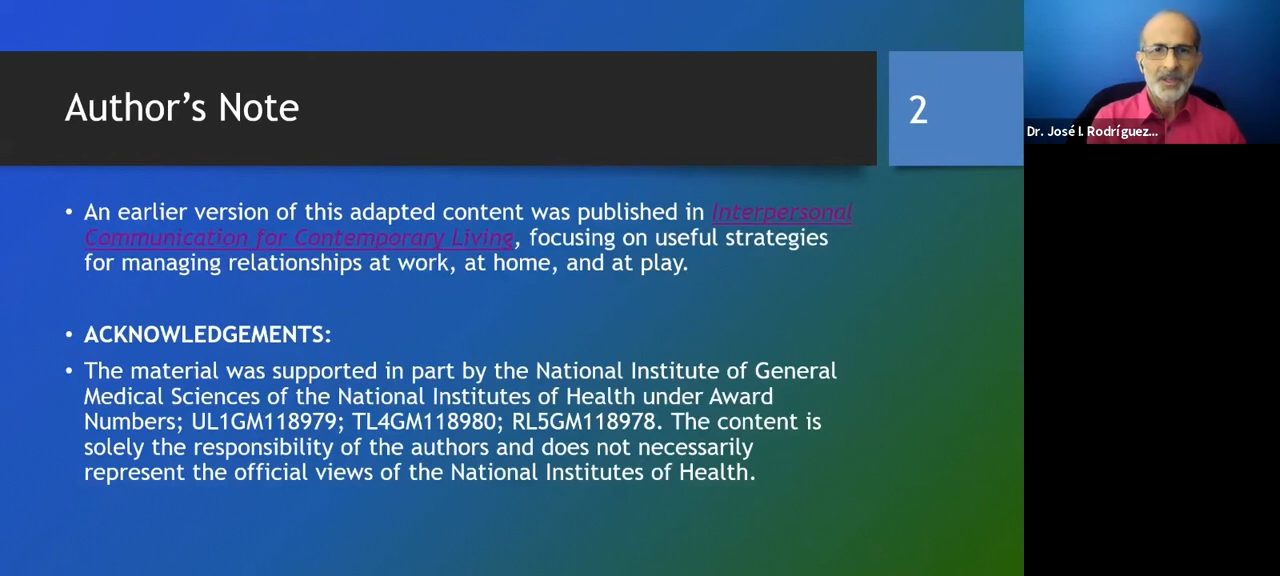 Author’s Note
2
Dr. José I. Rodríguez...
• An earlier version of this adapted content was published in Interpersonal
Communication for Contemporary Living, focusing on useful strategies
for managing relationships at work, at home, and at play.
• ACKNOWLEDGEMENTS:
• The material was supported in part by the National Institute of General
Medical Sciences of the National Institutes of Health under Award
Numbers; UL1GM118979; TL4GM118980; RL5GM118978. The content is
solely the responsibility of the authors and does not necessarily
represent the official views of the National Institutes of Health.